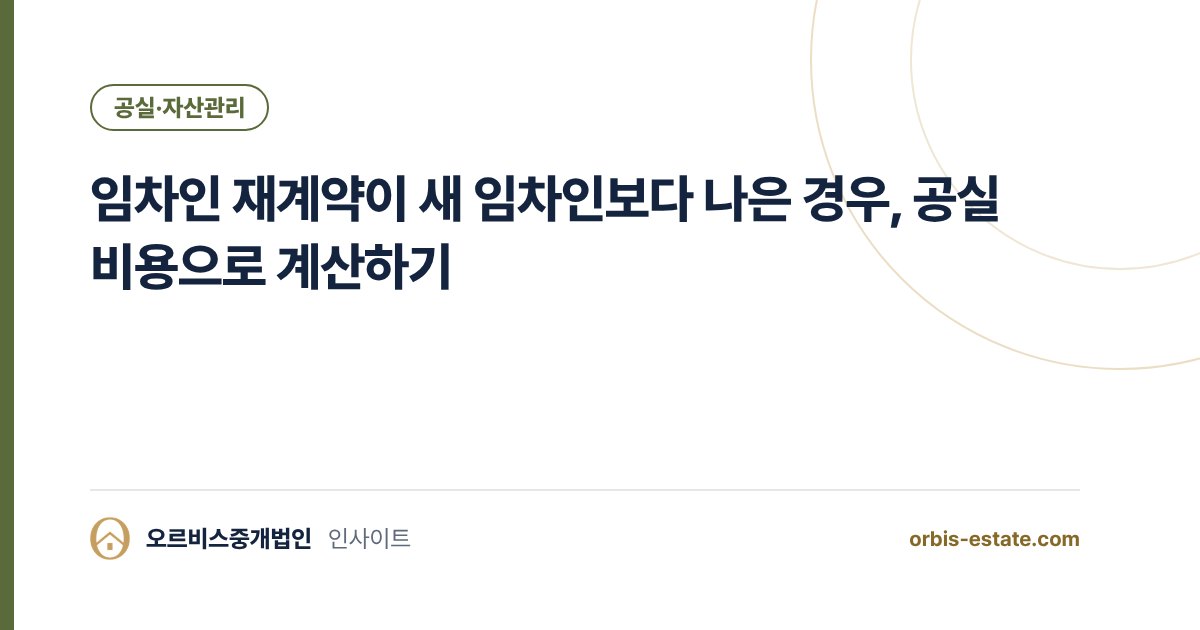 공실·자산관리
임차인 재계약이 새 임차인보다 나은 경우, 공실
비용으로 계산하기
오르비스중개법인 인사이트
orbis-estate.com